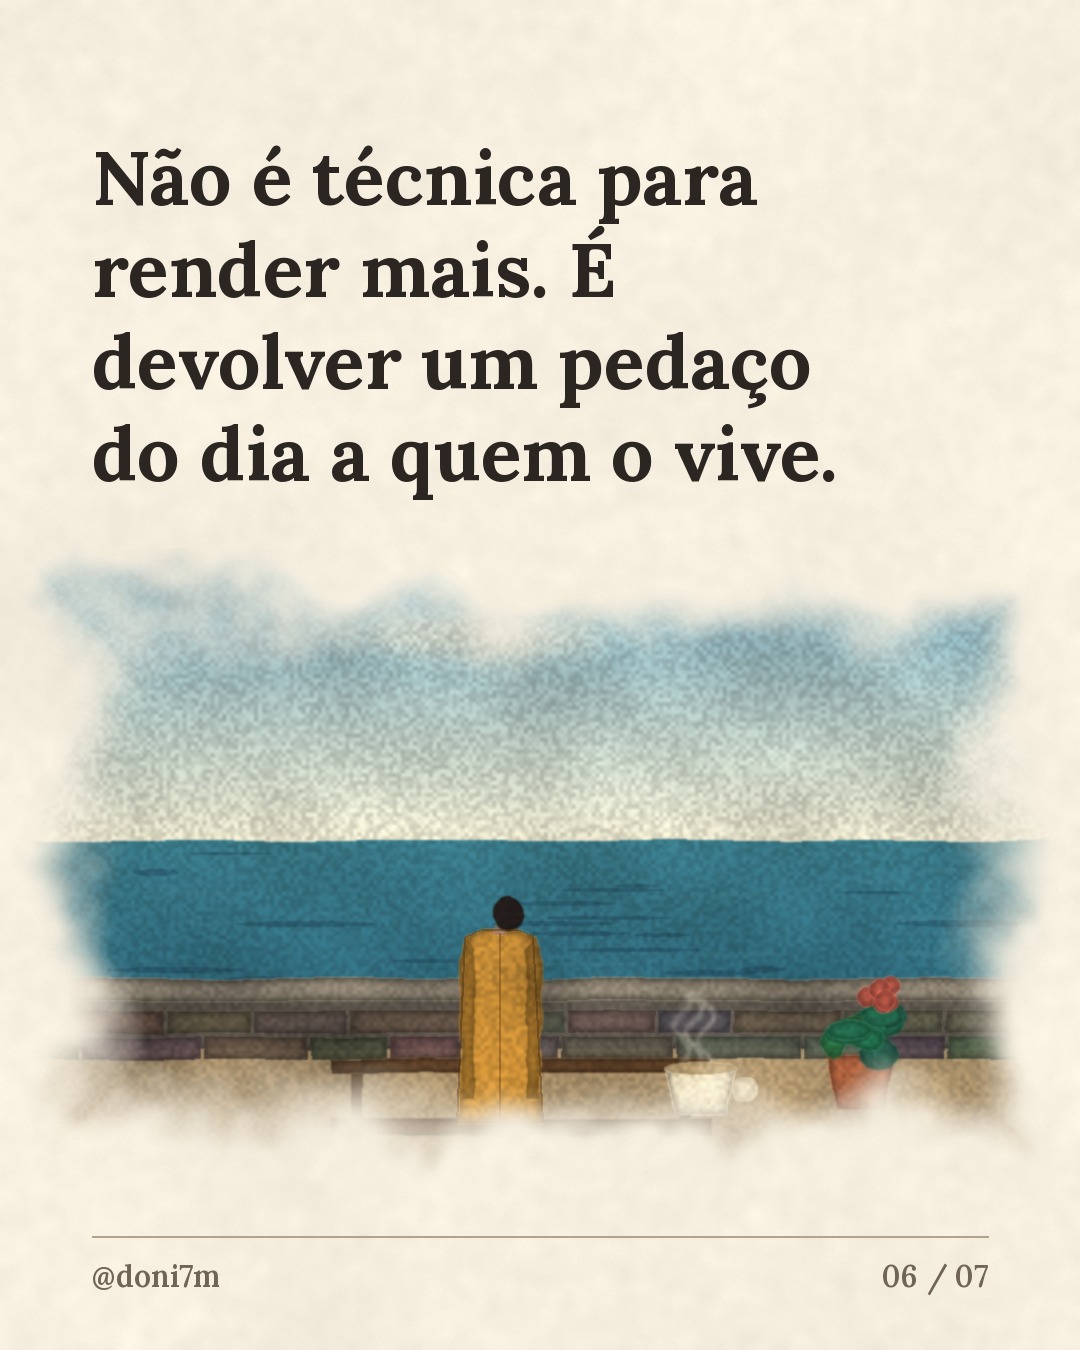 Não é técnica para
render mais. É
devolver um pedaço
do dia a quem o vive.
@doni7m
06 / 07